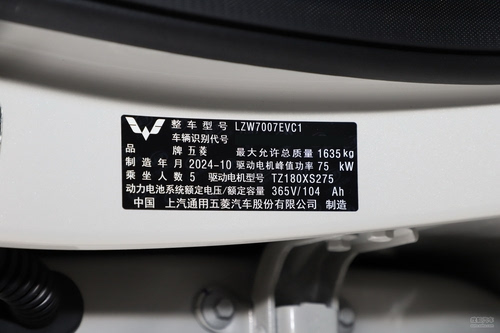 整车型号 LZW7007EVC1
车辆识别代号
品牌 五菱 最大允许总质量 1635kg
制造年月 2024-10 驱动电机峰值功率 75 kW
乘坐人数 5 驱动电机型号 TZ180XS275
动力电池系统额定电压/额定容量 365V/104 Ah
中国 上汽通用五菱汽车股份有限公司 制造